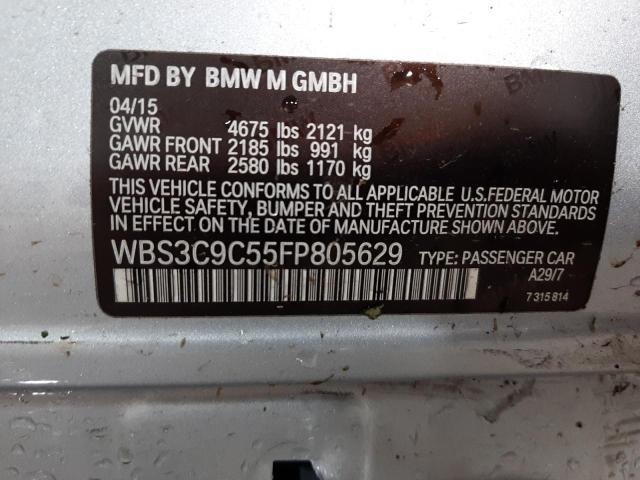 MFD BY BMW M GMBH
04/15
GVWR 4675 lbs 2121 kg
GAWR FRONT 2185 lbs 991 kg
GAWR REAR 2580 lbs 1170 kg
THIS VEHICLE CONFORMS TO ALL APPLICABLE U.S.FEDERAL MOTOR
VEHICLE SAFETY, BUMPER AND THEFT PREVENTION STANDARDS
IN EFFECT ON THE DATE OF MANUFACTURE SHOWN ABOVE.
WBS3C9C55FP805629 TYPE: PASSENGER CAR
A29/7
7 315 814